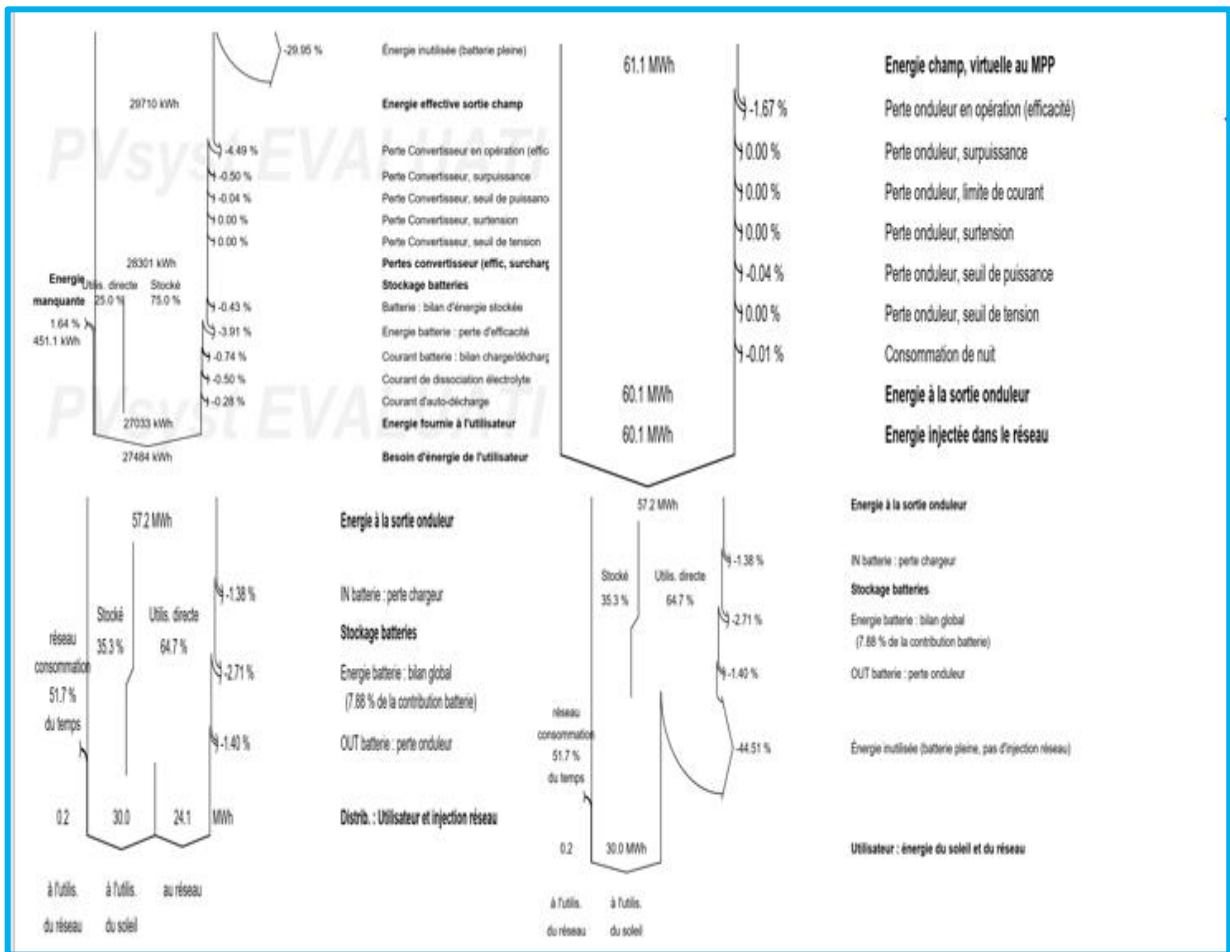 -29.95 % Énergie inutilisée (batterie pleine)
29710 kWh Energie effective sortie champ
PVsyst EVALUATI
-4.49 % Perte Convertisseur en opération (effic
-0.50 % Perte Convertisseur, surpuissance
-0.04 % Perte Convertisseur, seuil de puissanc
0.00 % Perte Convertisseur, surtension
0.00 % Perte Convertisseur, seuil de tension
28301 kWh Pertes convertisseur (effic, surcharg
Energie manquante
1.64 %
451.1 kWh
Utilis. directe
25.0 %
Stocké
75.0 %
Stockage batteries
-0.43 % Batterie : bilan d'énergie stockée
-3.91 % Energie batterie : perte d'efficacité
-0.74 % Courant batterie : bilan charge/décharg
-0.50 % Courant de dissociation électrolyte
-0.28 % Courant d'auto-décharge
PVsyst EVALUATI
27033 kWh Energie fournie à l'utilisateur
27484 kWh Besoin d'énergie de l'utilisateur
61.1 MWh Energie champ, virtuelle au MPP
-1.67 % Perte onduleur en opération (efficacité)
0.00 % Perte onduleur, surpuissance
0.00 % Perte onduleur, limite de courant
0.00 % Perte onduleur, surtension
-0.04 % Perte onduleur, seuil de puissance
0.00 % Perte onduleur, seuil de tension
-0.01 % Consommation de nuit
60.1 MWh Energie à la sortie onduleur
60.1 MWh Energie injectée dans le réseau
57.2 MWh Energie à la sortie onduleur
-1.38 % IN batterie : perte chargeur
Stocké
35.3 %
Utilis. directe
64.7 %
Stockage batteries
réseau
consommation
51.7 %
du temps
-2.71 % Energie batterie : bilan global
(7.88 % de la contribution batterie)
-1.40 % OUT batterie : perte onduleur
0.2 30.0 24.1 MWh Distrib. : Utilisateur et injection réseau
à l'utilis. à l'utilis. au réseau
du réseau du soleil
57.2 MWh Energie à la sortie onduleur
-1.38 % IN batterie : perte chargeur
Stocké
35.3 %
Utilis. directe
64.7 %
Stockage batteries
-2.71 % Energie batterie : bilan global
(7.88 % de la contribution batterie)
-1.40 % OUT batterie : perte onduleur
réseau
consommation
51.7 %
du temps
-44.51 % Énergie inutilisée (batterie pleine, pas d'injection réseau)
0.2 30.0 MWh Utilisateur : énergie du soleil et du réseau
à l'utilis. à l'utilis.
du réseau du soleil